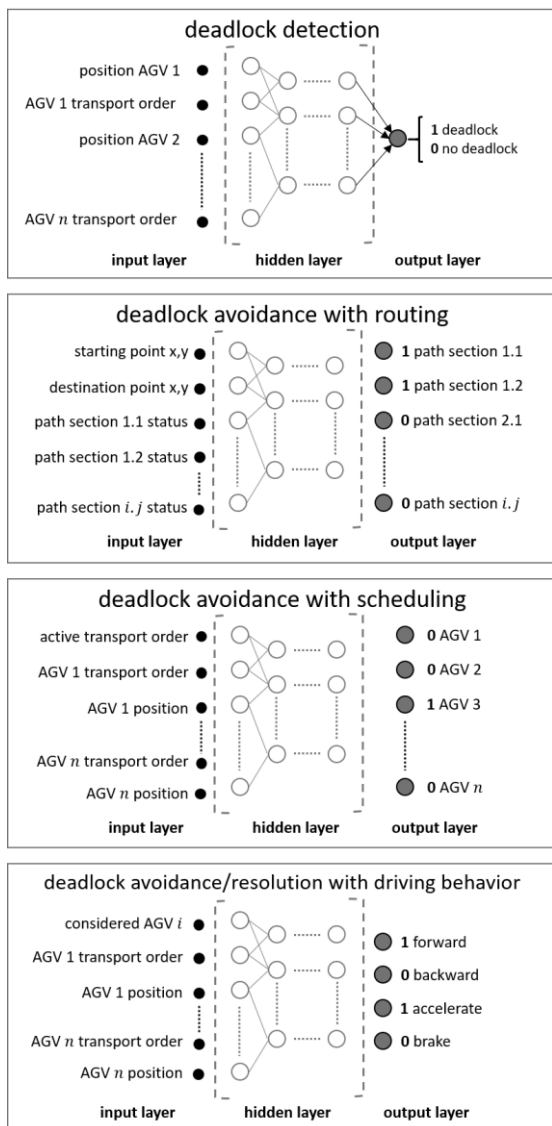 deadlock detection
position AGV 1
AGV 1 transport order
position AGV 2
AGV n transport order
1 deadlock
0 no deadlock
input layer hidden layer output layer
deadlock avoidance with routing
starting point x,y
destination point x,y
path section 1.1 status
path section 1.2 status
path section i.j status
1 path section 1.1
1 path section 1.2
0 path section 2.1
0 path section i.j
input layer hidden layer output layer
deadlock avoidance with scheduling
active transport order
AGV 1 transport order
AGV 1 position
AGV n transport order
AGV n position
0 AGV 1
0 AGV 2
1 AGV 3
0 AGV n
input layer hidden layer output layer
deadlock avoidance/resolution with driving behavior
considered AGV i
AGV 1 transport order
AGV 1 position
AGV n transport order
AGV n position
1 forward
0 backward
1 accelerate
0 brake
input layer hidden layer output layer